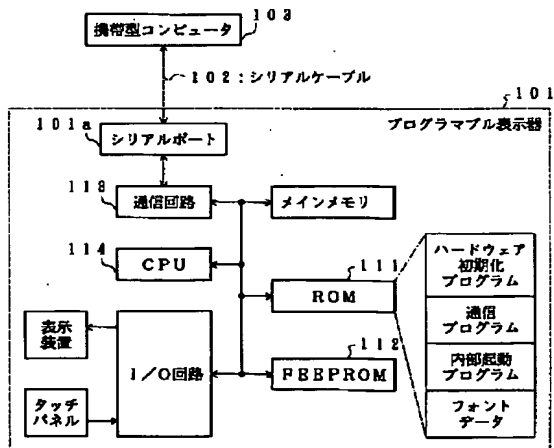 103
携帯型コンピュータ
102：シリアルケーブル
101
プログラマブル表示器
101a
シリアルポート
113
通信回路
メインメモリ
114
CPU
111
ROM
ハードウェア
初期化
プログラム
通信
プログラム
内部起動
プログラム
フォント
データ
表示
装置
I/O回路
112
FEEPROM
タッチ
パネル